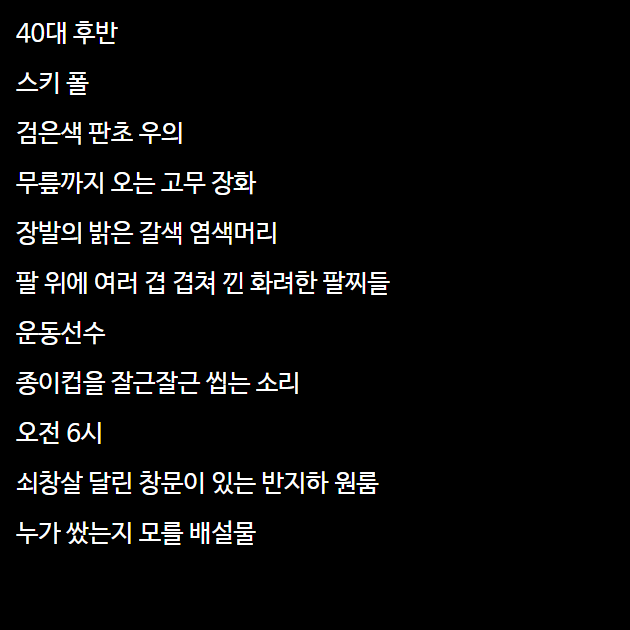 40대 후반
스키 폴
검은색 판초 우의
무릎까지 오는 고무 장화
장발의 밝은 갈색 염색머리
팔 위에 여러 겹 겹쳐 낀 화려한 팔찌들
운동선수
종이컵을 잘근잘근 씹는 소리
오전 6시
쇠창살 달린 창문이 있는 반지하 원룸
누가 쌌는지 모를 배설물